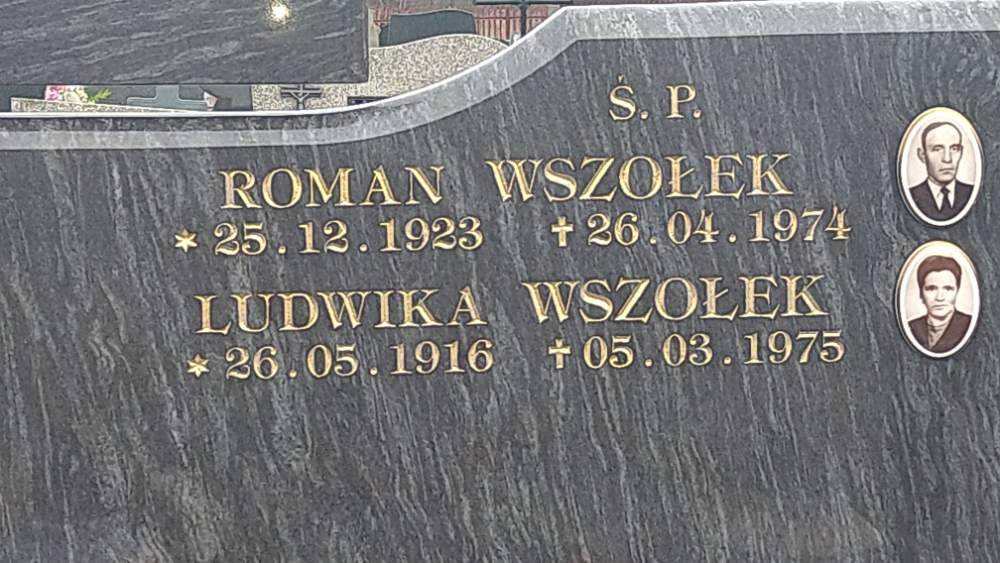 Ś. P.
ROMAN WSZOŁEK
* 25.12.1923 ✝ 26.04.1974
LUDWIKA WSZOŁEK
* 26.05.1916 ✝ 05.03.1975